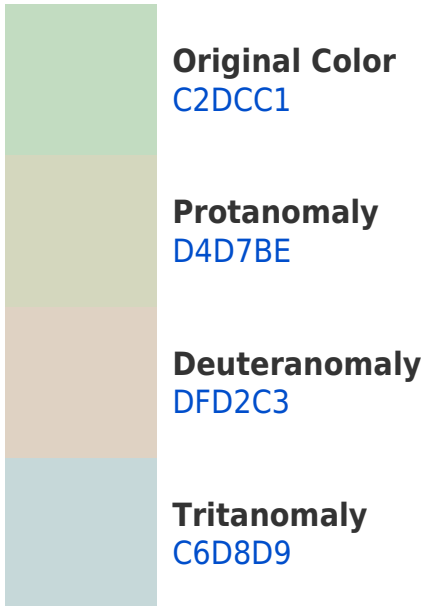 Original Color
C2DCC1
Protanomaly
D4D7BE
Deuteranomaly
DFD2C3
Tritanomaly
C6D8D9